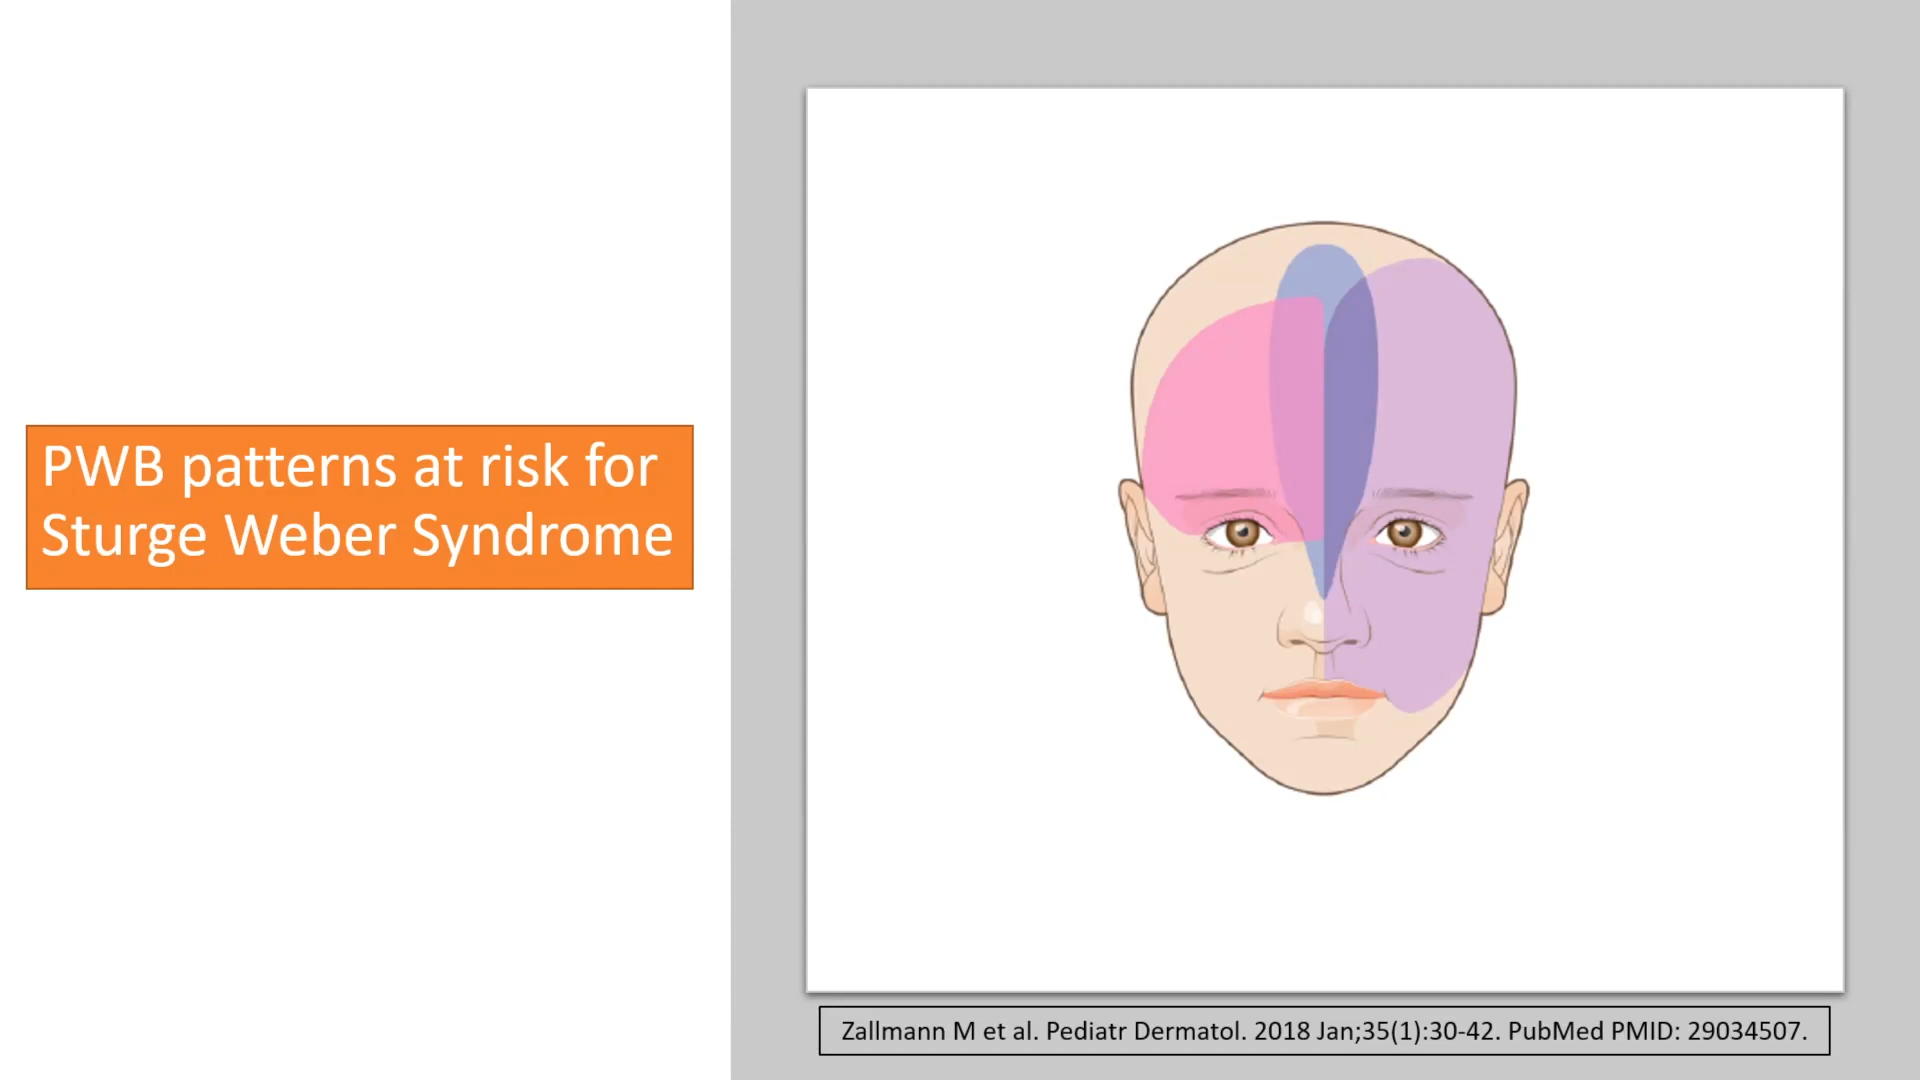 PWB patterns at risk for
Sturge Weber Syndrome
Zallmann M et al. Pediatr Dermatol. 2018 Jan;35(1):30-42. PubMed PMID: 29034507.